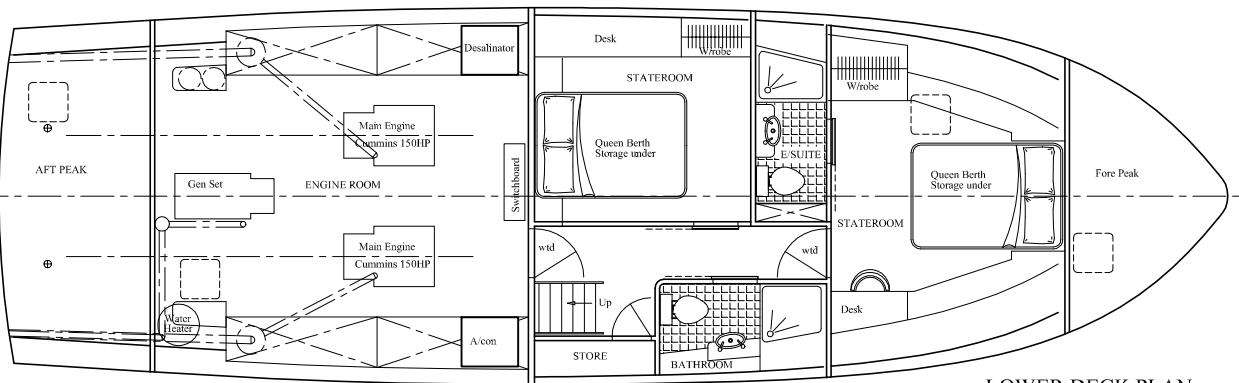 Desalinator
Desk
W/robe
STATEROOM
Main Engine
Cummins 150HP
Queen Berth
Storage under
E/SUITE
W/robe
Queen Berth
Storage under
Fore Peak
AFT PEAK
Gen Set
ENGINE ROOM
Switchboard
STATEROOM
Main Engine
Cummins 150HP
wtd
wtd
Up
Desk
Water
Heater
A/con
STORE
BATHROOM
LOWER DECK PLAN